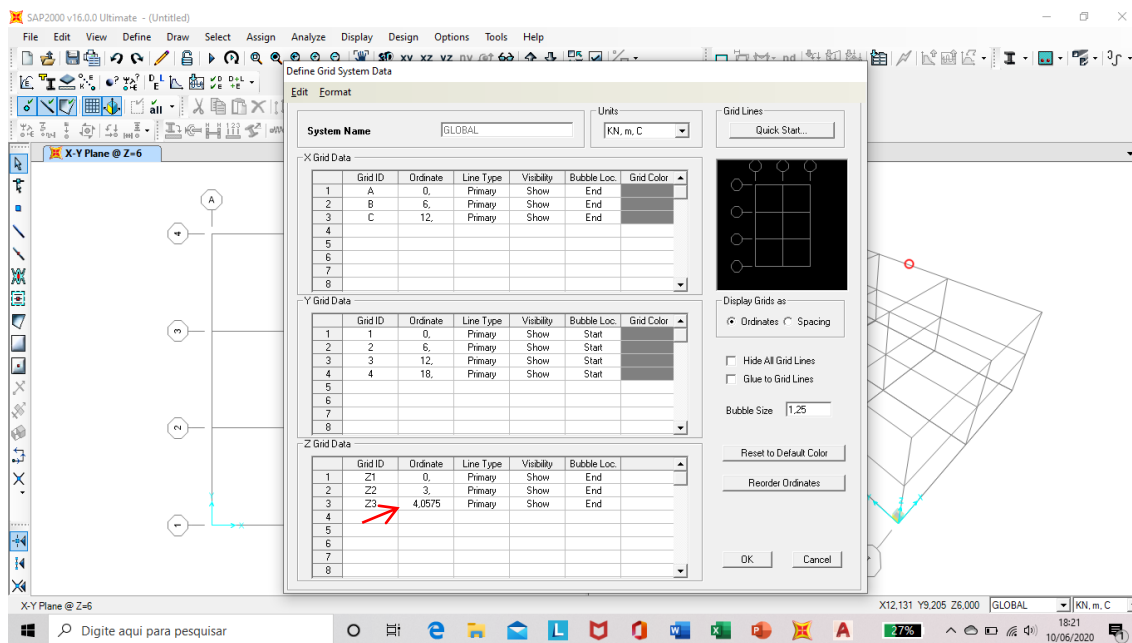 SAP2000 v16.0.0 Ultimate - (Untitled)
File Edit View Define Draw Select Assign Analyze Display Design Options Tools Help
Define Grid System Data
Edit Format
System Name GLOBAL
Units
KN, m, C
Grid Lines
Quick Start...
X-Y Plane @ Z=6
X Grid Data
Grid ID Ordinate Line Type Visibility Bubble Loc. Grid Color
1 A 0, Primary Show End
2 B 6, Primary Show End
3 C 12, Primary Show End
4
5
6
7
8
Y Grid Data
Grid ID Ordinate Line Type Visibility Bubble Loc. Grid Color
1 1 0, Primary Show Start
2 2 6, Primary Show Start
3 3 12, Primary Show Start
4 4 18, Primary Show Start
5
6
7
8
Z Grid Data
Grid ID Ordinate Line Type Visibility Bubble Loc.
1 Z1 0, Primary Show End
2 Z2 3, Primary Show End
3 Z3 4,0575 Primary Show End
4
5
6
7
8
Display Grids as
Ordinates Spacing
Hide All Grid Lines
Glue to Grid Lines
Bubble Size 1,25
Reset to Default Color
Reorder Ordinates
OK Cancel
A
4
3
2
1
X-Y Plane @ Z=6
X12,131 Y9,205 Z6,000 GLOBAL KN, m, C
Digite aqui para pesquisar
27%
18:21
10/06/2020